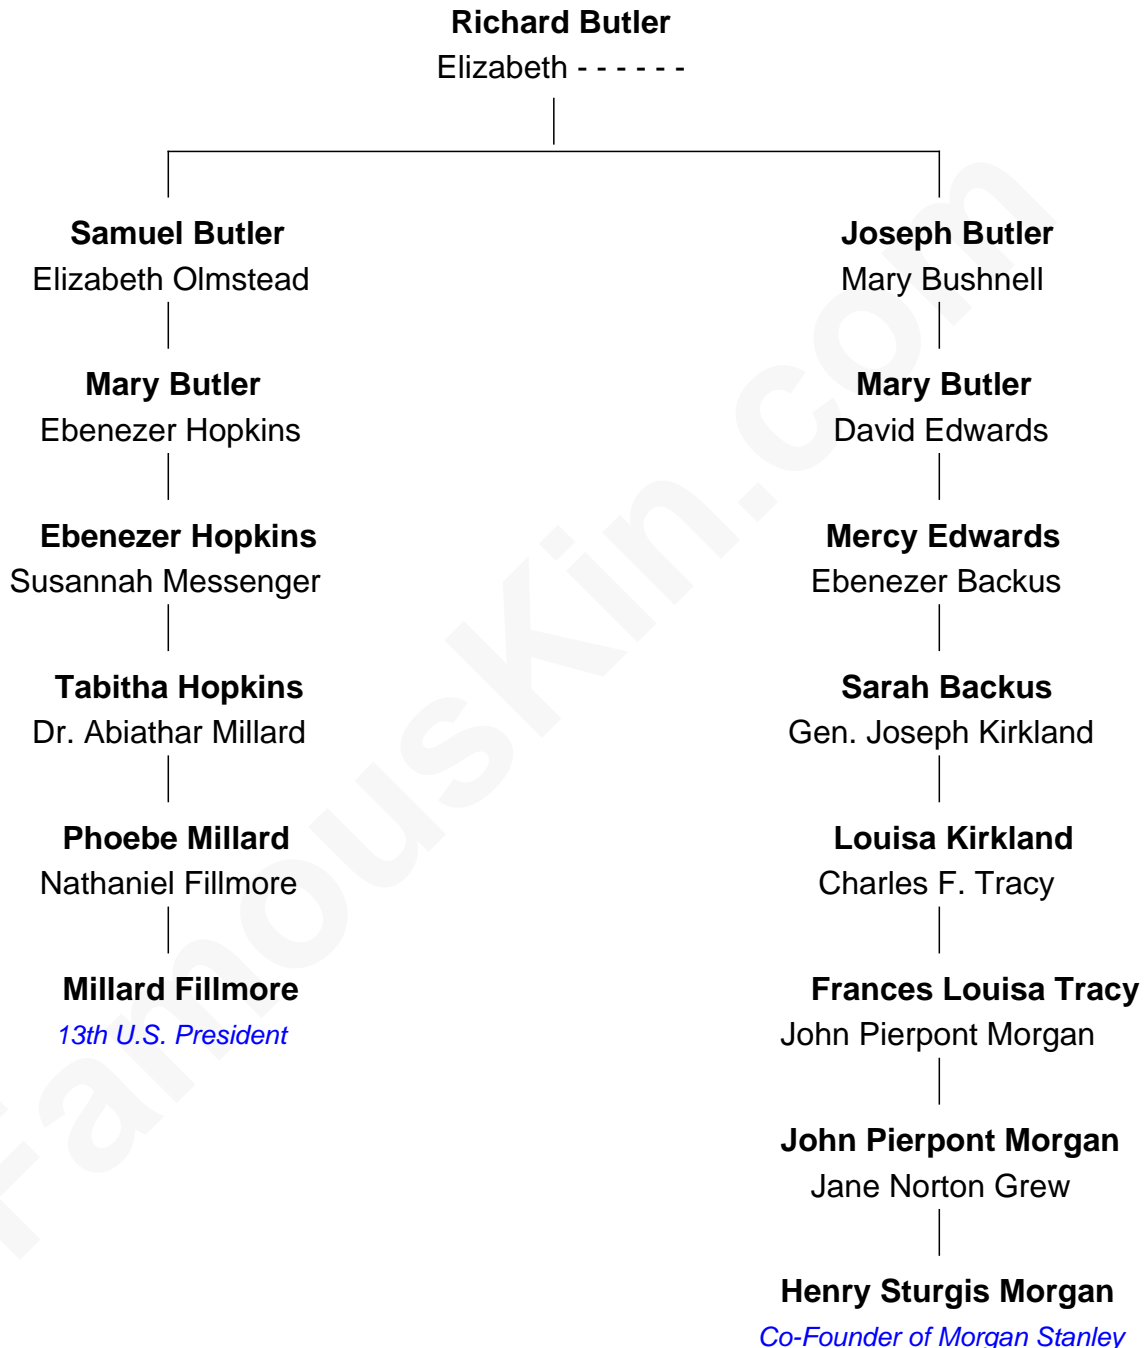 Richard Butler
Elizabeth - - - - - -
Samuel Butler
Elizabeth Olmstead
Mary Butler
Ebenezer Hopkins
Ebenezer Hopkins
Susannah Messenger
Tabitha Hopkins
Dr. Abiathar Millard
Phoebe Millard
Nathaniel Fillmore
Millard Fillmore
13th U.S. President
Joseph Butler
Mary Bushnell
Mary Butler
David Edwards
Mercy Edwards
Ebenezer Backus
Sarah Backus
Gen. Joseph Kirkland
Louisa Kirkland
Charles F. Tracy
Frances Louisa Tracy
John Pierpont Morgan
John Pierpont Morgan
Jane Norton Grew
Henry Sturgis Morgan
Co-Founder of Morgan Stanley
FamousKin.com